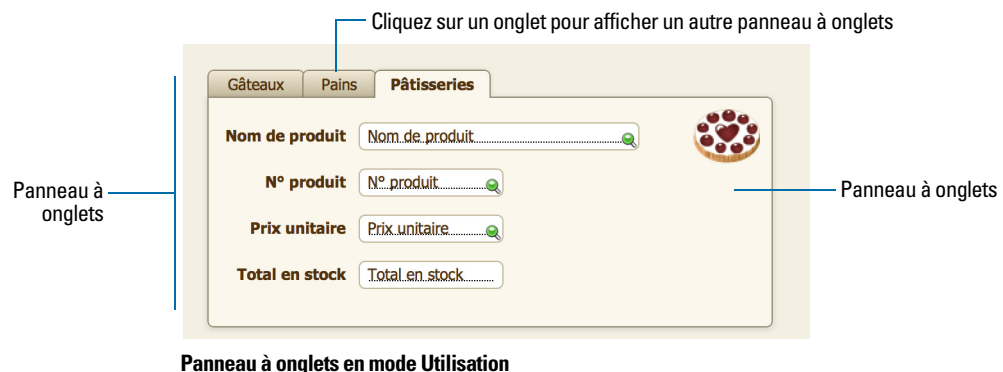 Cliquez sur un onglet pour afficher un autre panneau à onglets
Gâteaux
Pains
Pâtisseries
Nom de produit
Nom de produit
N° produit
N° produit
Prix unitaire
Prix unitaire
Total en stock
Total en stock
Panneau à
onglets
Panneau à onglets
Panneau à onglets en mode Utilisation